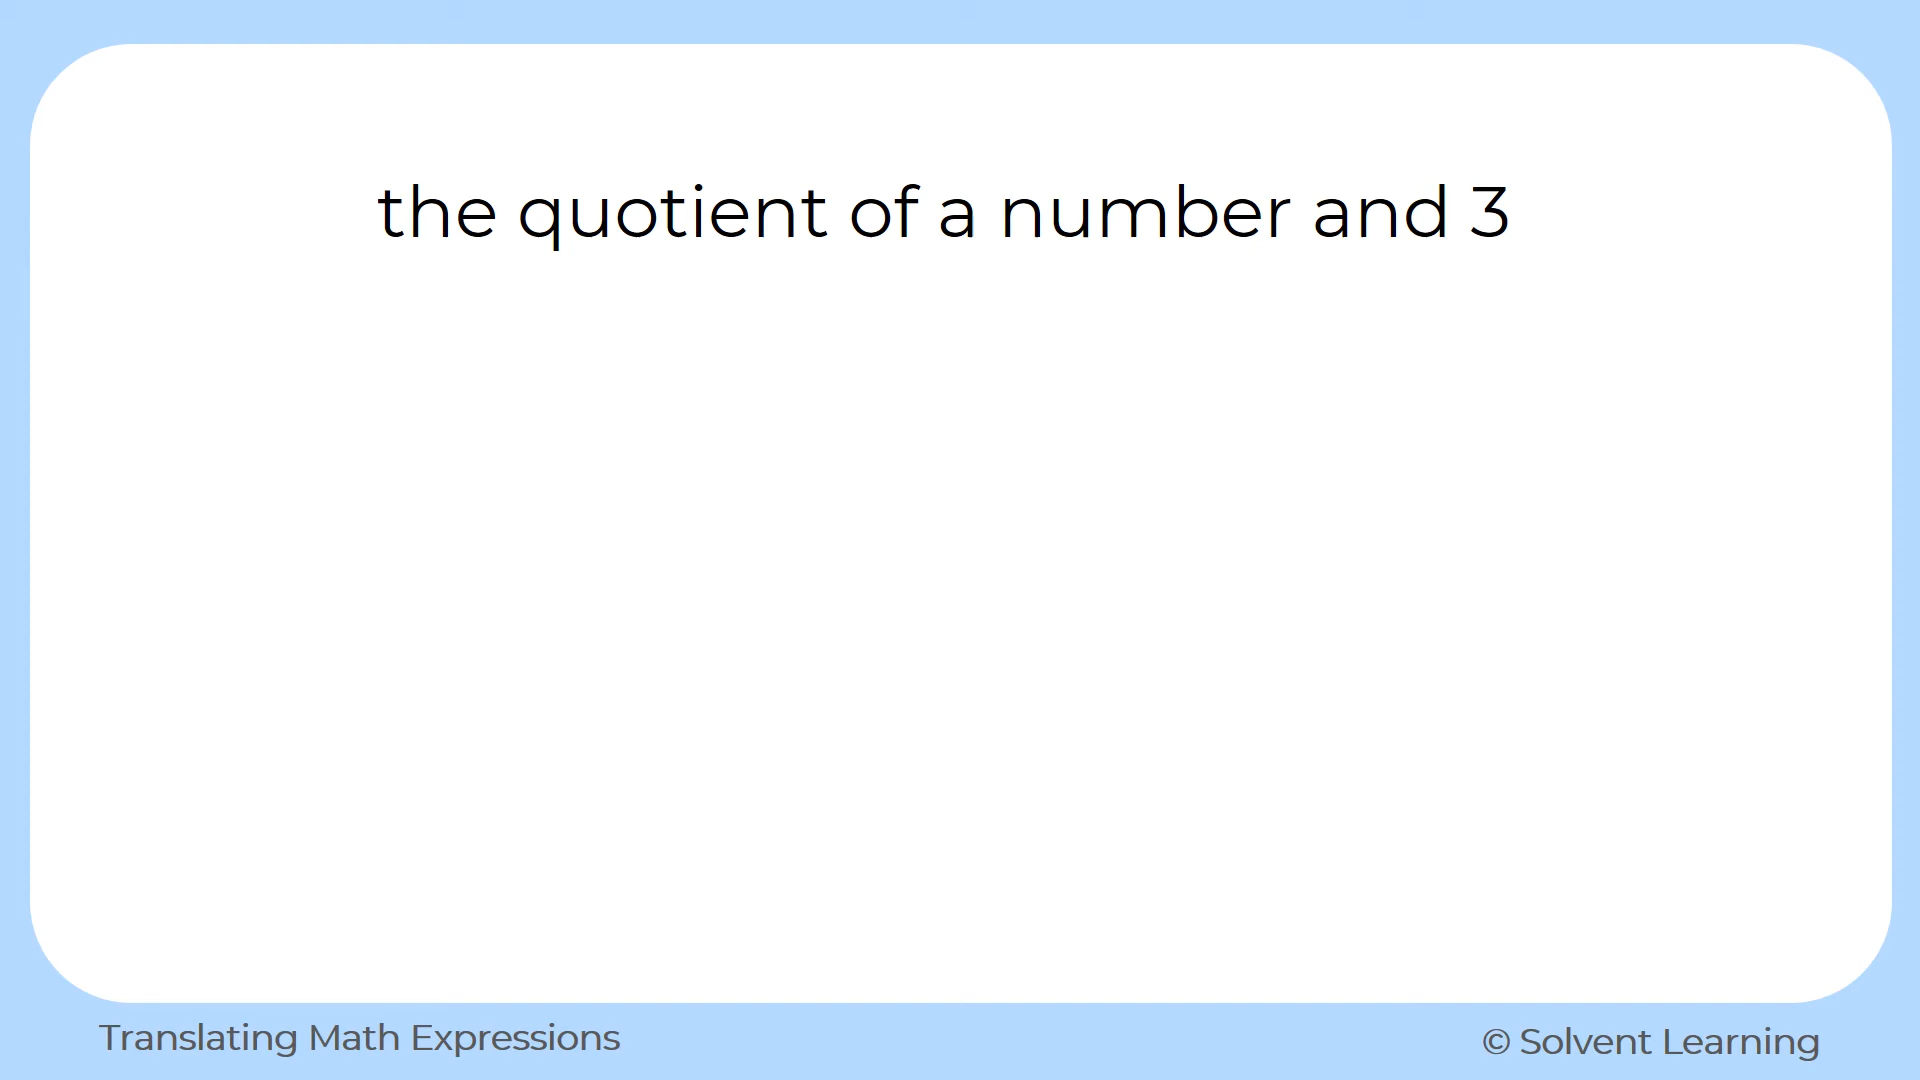 the quotient of a number and 3
Translating Math Expressions
© Solvent Learning